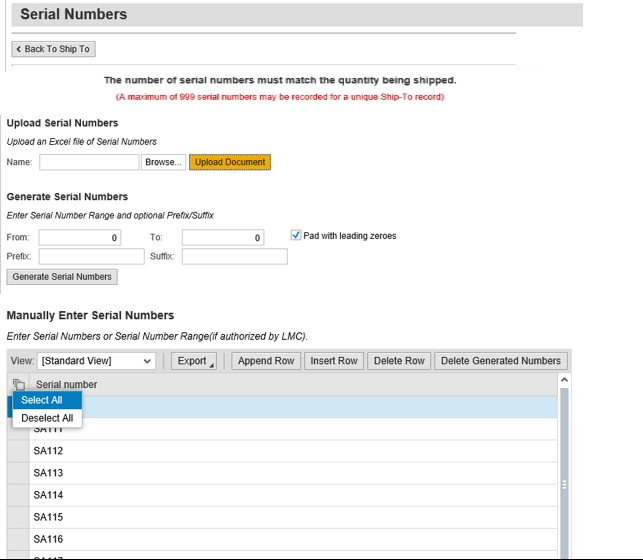 Serial Numbers
Back To Ship To
The number of serial numbers must match the quantity being shipped.
(A maximum of 999 serial numbers may be recorded for a unique Ship-To record)
Upload Serial Numbers
Upload an Excel file of Serial Numbers
Name: Browse... Upload Document
Generate Serial Numbers
Enter Serial Number Range and optional Prefix/Suffix
From: 0 To: 0 Pad with leading zeroes
Prefix: Suffix:
Generate Serial Numbers
Manually Enter Serial Numbers
Enter Serial Numbers or Serial Number Range(if authorized by LMC).
View: [Standard View] Export Append Row Insert Row Delete Row Delete Generated Numbers
Serial number
Select All
Deselect All
SA111
SA112
SA113
SA114
SA115
SA116